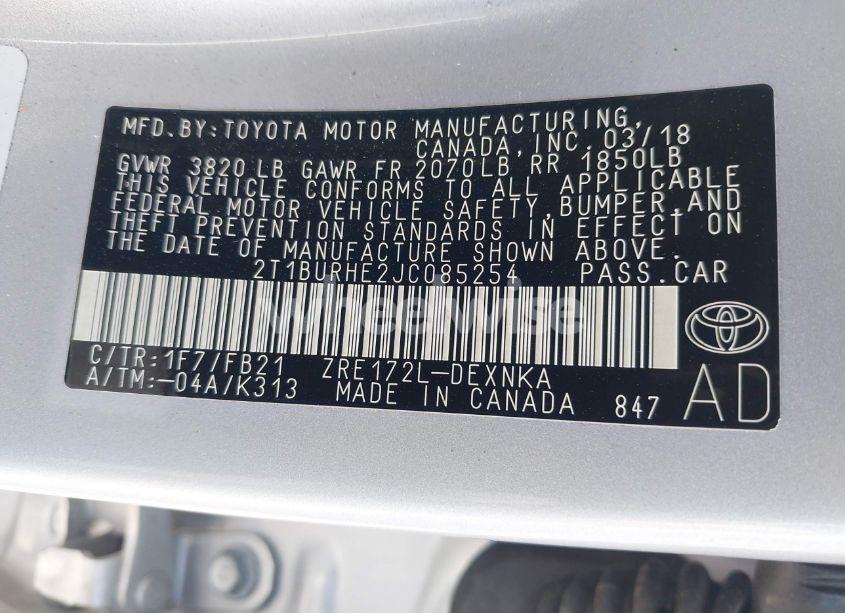 MFD.BY:TOYOTA MOTOR MANUFACTURING,
CANADA, INC. 03/18
GVWR 3820 LB GAWR FR 2070LB RR 1850LB
THIS VEHICLE CONFORMS TO ALL APPLICABLE
FEDERAL MOTOR VEHICLE SAFETY,BUMPER,AND
THEFT PREVENTION STANDARDS IN EFFECT ON
THE DATE OF MANUFACTURE SHOWN ABOVE.
2T1BURHE2JC085254 PASS.CAR
wheelwise
C/TR:1F7/FB21 ZRE172L-DEXNKA
A/TM:-04A/K313 MADE IN CANADA 847 AD